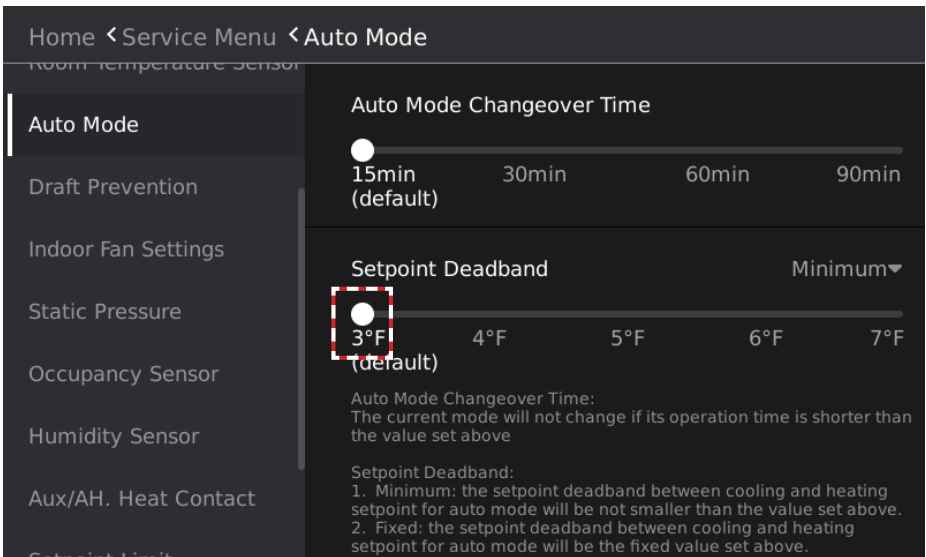 Home < Service Menu < Auto Mode
Room Temperature Sensor
Auto Mode
Draft Prevention
Indoor Fan Settings
Static Pressure
Occupancy Sensor
Humidity Sensor
Aux/AH. Heat Contact
Setpoint Limit
Auto Mode Changeover Time
15min 30min 60min 90min
(default)
Setpoint Deadband Minimum
3°F 4°F 5°F 6°F 7°F
(default)
Auto Mode Changeover Time:
The current mode will not change if its operation time is shorter than
the value set above
Setpoint Deadband:
1. Minimum: the setpoint deadband between cooling and heating
setpoint for auto mode will be not smaller than the value set above.
2. Fixed: the setpoint deadband between cooling and heating
setpoint for auto mode will be the fixed value set above.